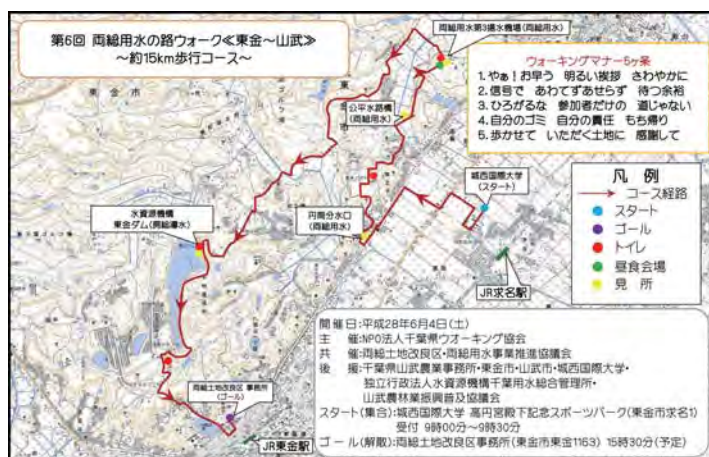 第6回 両総用水の路ウォーク≪東金～山武≫
～約15km歩行コース～
両総用水第3揚水機場(両総用水)
ウォーキングマナー5ヶ条
1.やぁ！お早う 明るい挨拶 さわやかに
2.信号で あわてずあせらず 待つ余裕
3.ひろがるな 参加者だけの 道じゃない
4.自分のゴミ 自分の責任 もち帰り
5.歩かせて いただく土地に 感謝して
東金市
公平水路橋
(両総用水)
城西国際大学
(スタート)
円筒分水口
(両総用水)
水資源機構
東金ダム(房総導水)
JR求名駅
凡 例
コース経路
スタート
ゴール
トイレ
昼食会場
見 所
両総土地改良区 事務所
(ゴール)
JR東金駅
開催日:平成28年6月4日(土)
主 催:NPO法人千葉県ウオーキング協会
共 催:両総土地改良区・両総用水事業推進協議会
後 援:千葉県山武農業事務所・東金市・山武市・城西国際大学・
独立行政法人水資源機構千葉用水総合管理所・
山武農林業振興普及協議会
スタート(集合):城西国際大学 高円宮殿下記念スポーツパーク(東金市求名1)
受付 9時00分～9時30分
ゴール(解散):両総土地改良区事務所(東金市東金1163) 15時30分(予定)